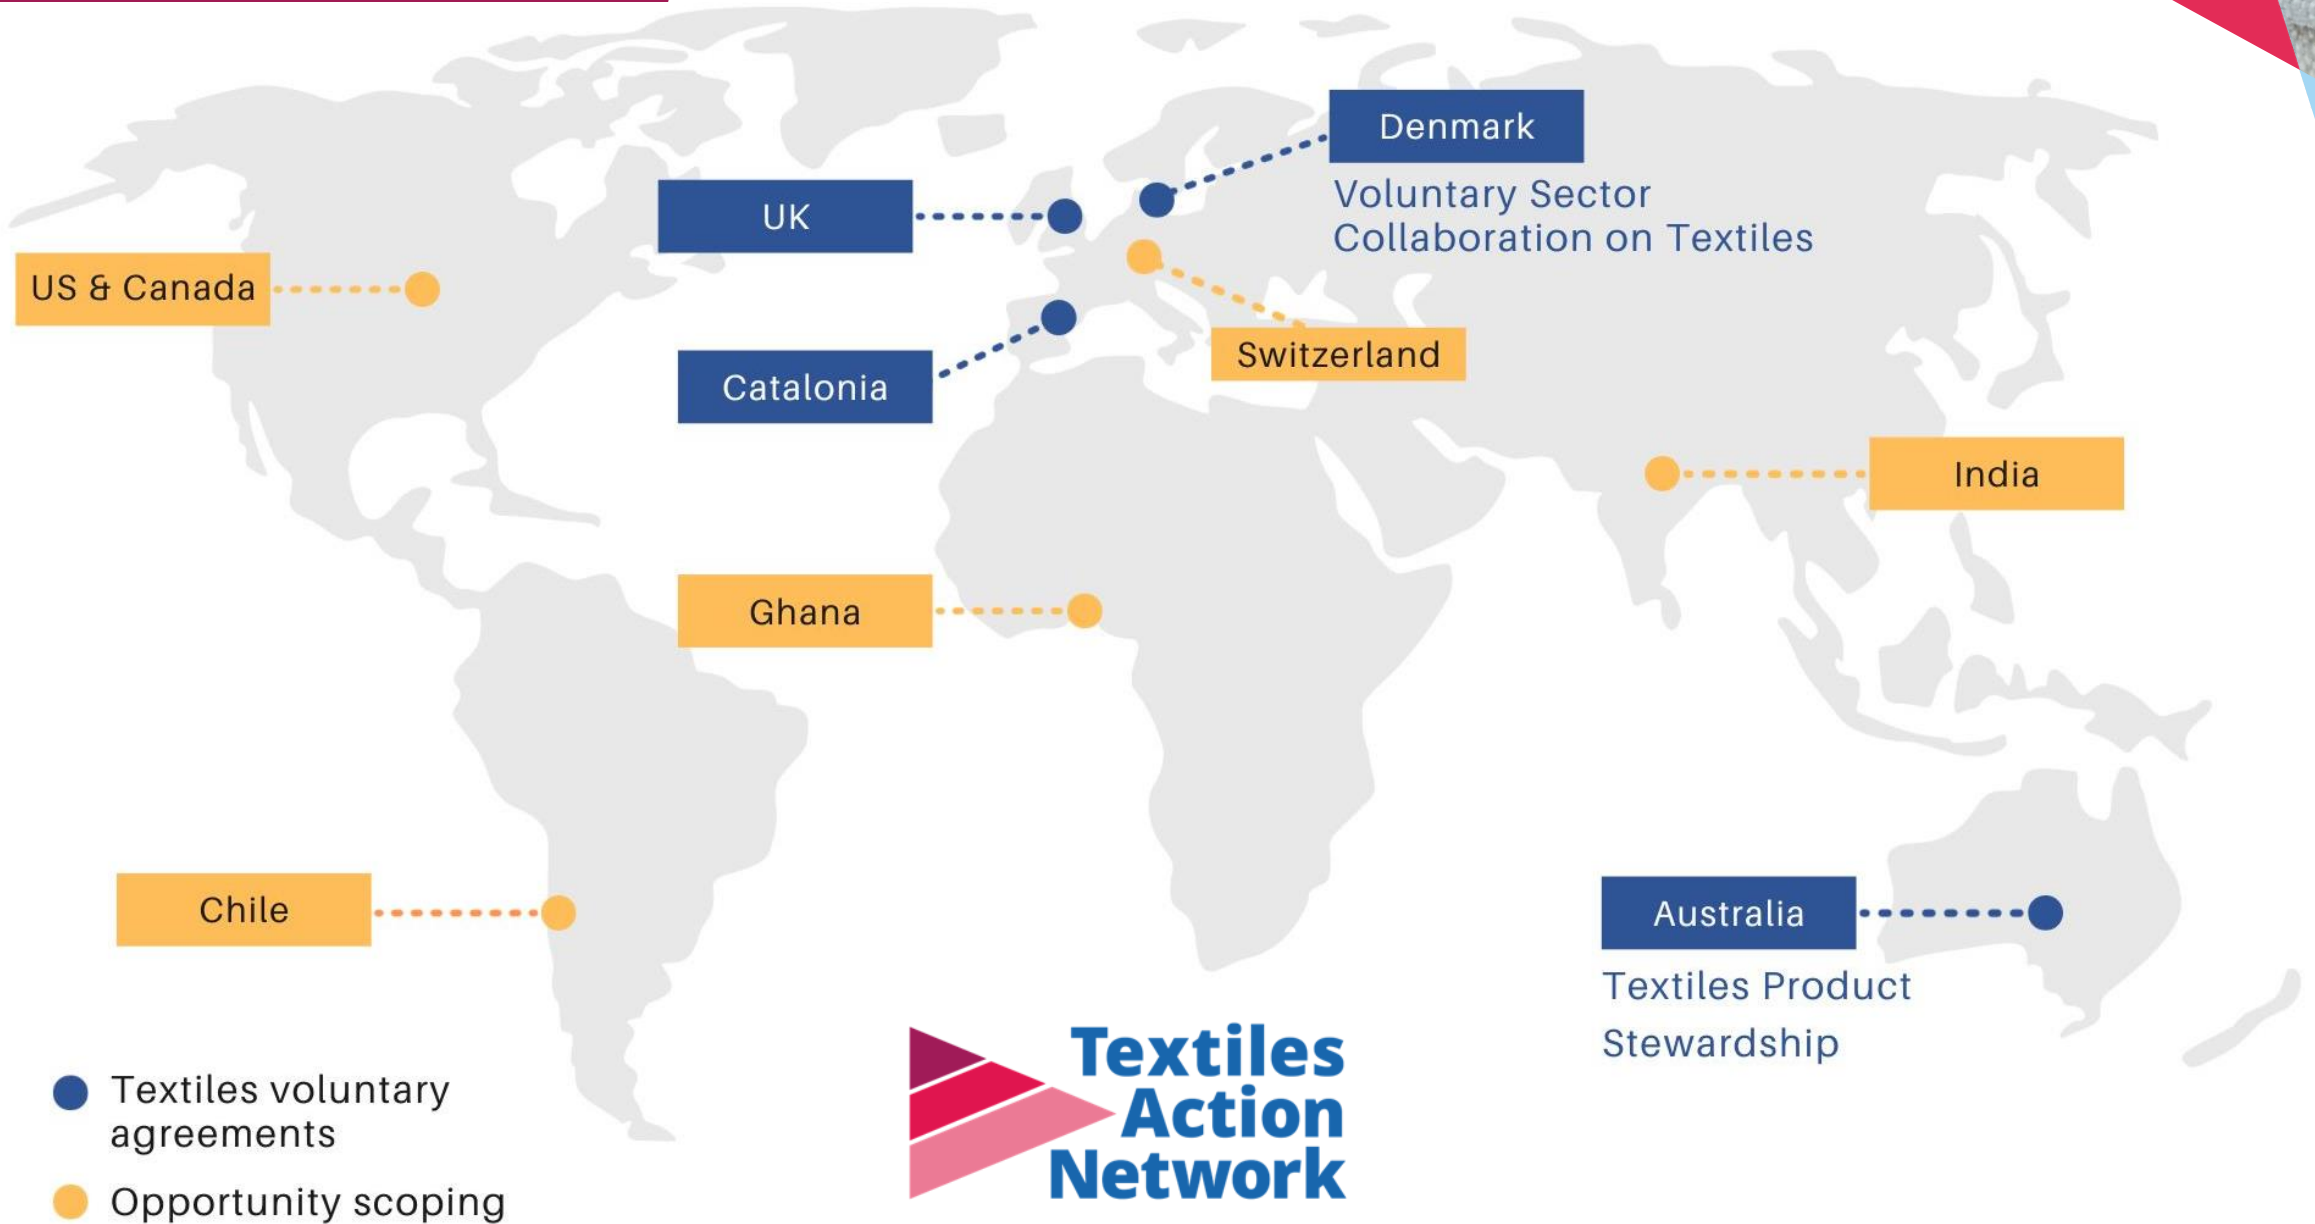 Denmark
Voluntary Sector
Collaboration on Textiles
UK
US & Canada
Switzerland
Catalonia
India
Ghana
Chile
Australia
Textiles Product
Stewardship
Textiles voluntary
agreements
Opportunity scoping
Textiles
Action
Network